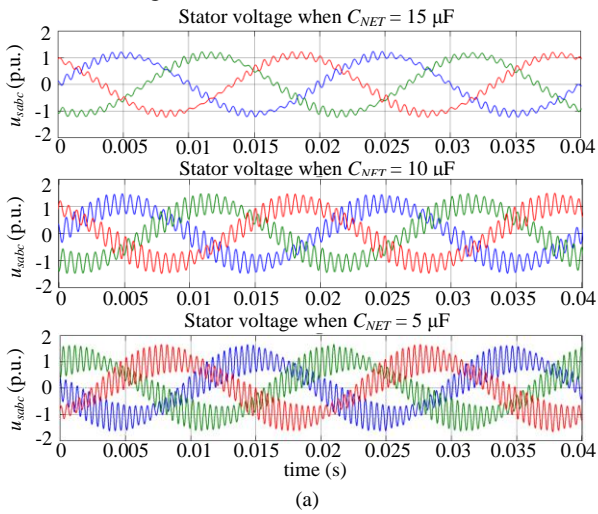 Stator voltage when C_NET = 15 µF
2
1
0
-1
-2
u_sabc (p.u.)
0 0.005 0.01 0.015 0.02 0.025 0.03 0.035 0.04
Stator voltage when C_NET = 10 µF
2
1
0
-1
-2
u_sabc (p.u.)
0 0.005 0.01 0.015 0.02 0.025 0.03 0.035 0.04
Stator voltage when C_NET = 5 µF
2
1
0
-1
-2
u_sabc (p.u.)
0 0.005 0.01 0.015 0.02 0.025 0.03 0.035 0.04
time (s)
(a)